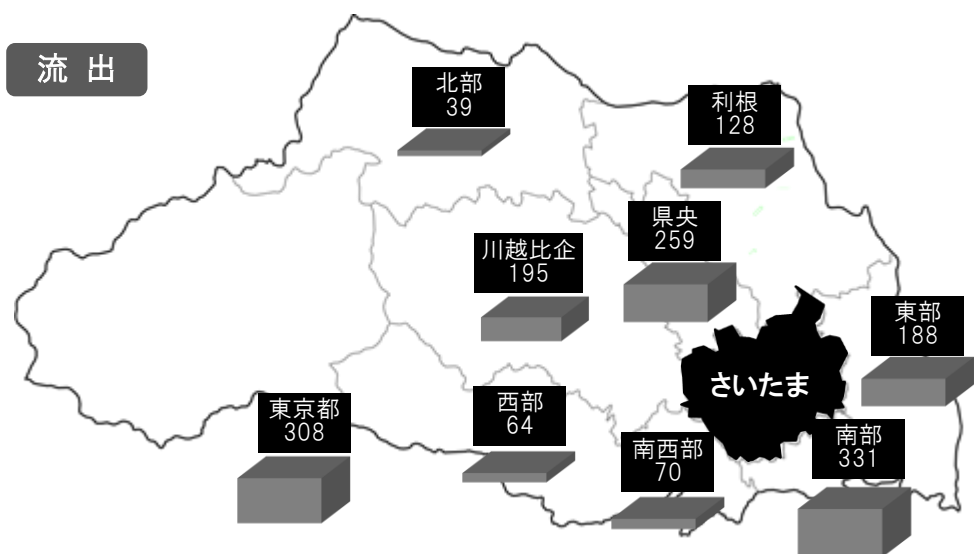 流出
北部
39
利根
128
県央
259
川越比企
195
東部
188
さいたま
西部
64
東京都
308
南部
331
南西部
70